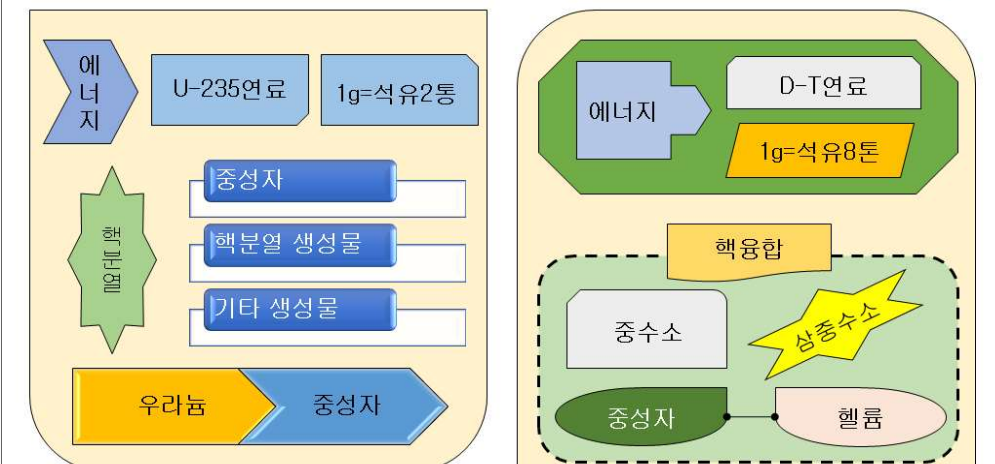 에너지
U-235연료
1g=석유2통
핵분열
중성자
핵분열 생성물
기타 생성물
우라늄
중성자
에너지
D-T연료
1g=석유8톤
핵융합
중수소
삼중수소
중성자
헬륨